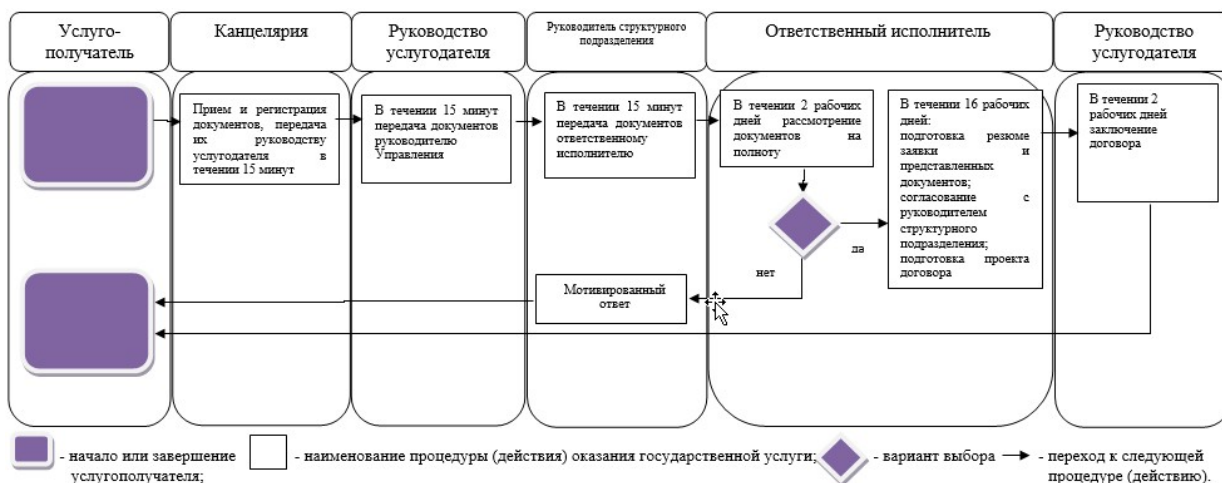 Услуго-
получатель
Канцелярия
Руководство
услугодателя
Руководитель структурного
подразделения
Ответственный исполнитель
Руководство
услугодателя
Прием и регистрация
документов, передача
их руководству
услугодателя в
течении 15 минут
В течении 15 минут
передача документов
руководителю
Управления
В течении 15 минут
передача документов
ответственному
исполнителю
В течении 2 рабочих
дней рассмотрение
документов на
полноту
В течении 16 рабочих
дней:
подготовка резюме
заявки и
представленных
документов;
согласование с
руководителем
структурного
подразделения;
подготовка проекта
договора
В течении 2
рабочих дней
заключение
договора
да
нет
Мотивированный
ответ
- начало или завершение
услугополучателя;
- наименование процедуры (действия) оказания государственной услуги;
- вариант выбора
- переход к следующей
процедуре (действию).